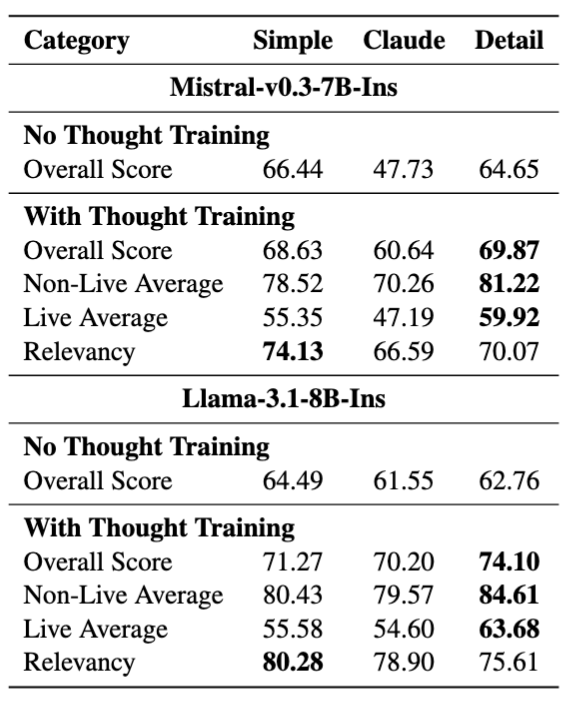 Category Simple Claude Detail
Mistral-v0.3-7B-Ins
No Thought Training
Overall Score 66.44 47.73 64.65
With Thought Training
Overall Score 68.63 60.64 69.87
Non-Live Average 78.52 70.26 81.22
Live Average 55.35 47.19 59.92
Relevancy 74.13 66.59 70.07
Llama-3.1-8B-Ins
No Thought Training
Overall Score 64.49 61.55 62.76
With Thought Training
Overall Score 71.27 70.20 74.10
Non-Live Average 80.43 79.57 84.61
Live Average 55.58 54.60 63.68
Relevancy 80.28 78.90 75.61